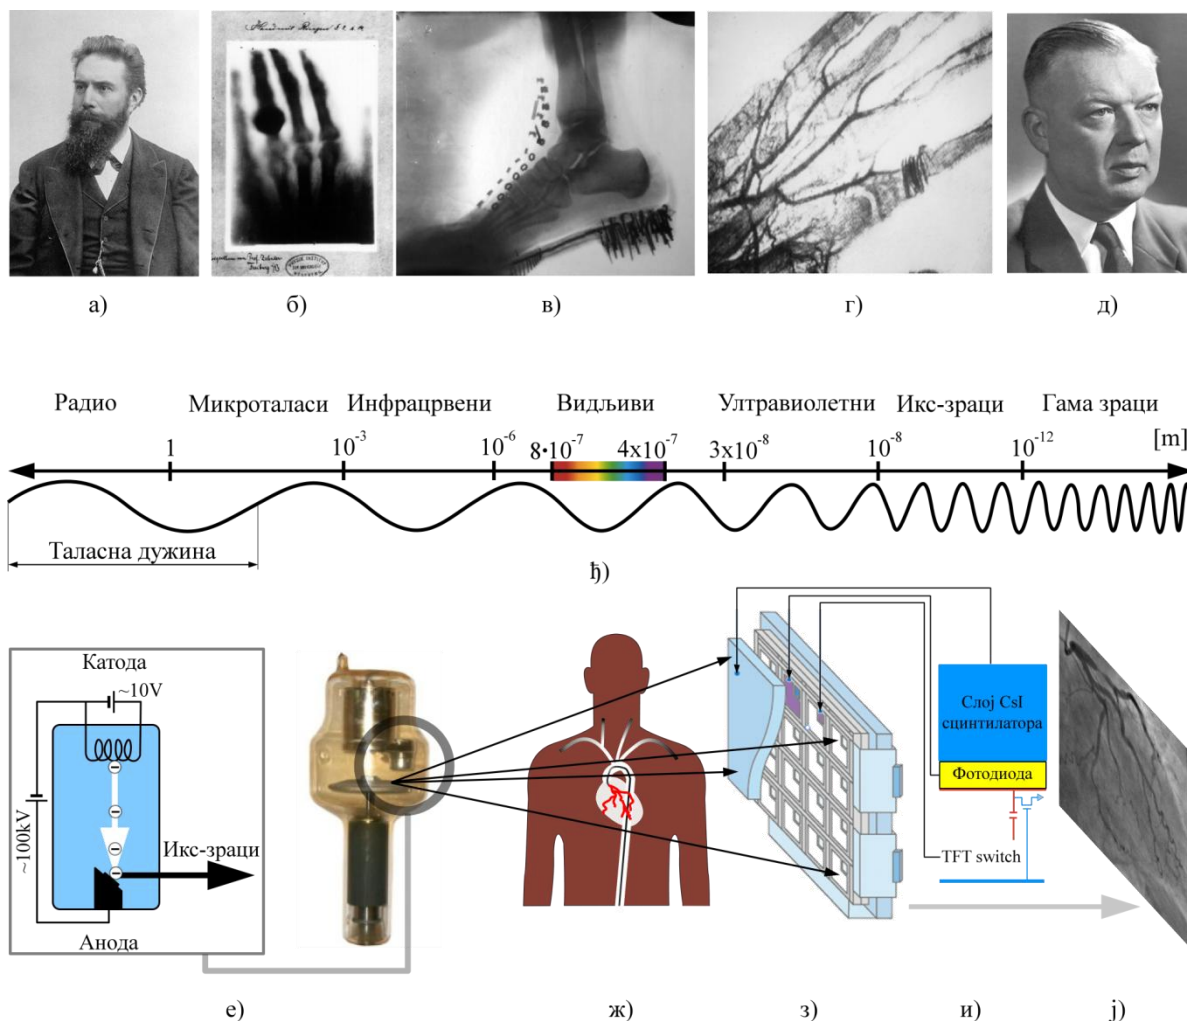 а)
б)
в)
г)
д)
Радио
Микроталаси
Инфрацрвени
Видљиви
Ултравиолетни
Икс-зраци
Гама зраци
1
10⁻³
10⁻⁶
8·10⁻⁷
4x10⁻⁷
3x10⁻⁸
10⁻⁸
10⁻¹²
[m]
Таласна дужина
ђ)
Катода
~10V
~100kV
Икс-зраци
Анода
Слој CsI
сцинтилатора
Фотодиода
TFT switch
е)
ж)
з)
и)
ј)